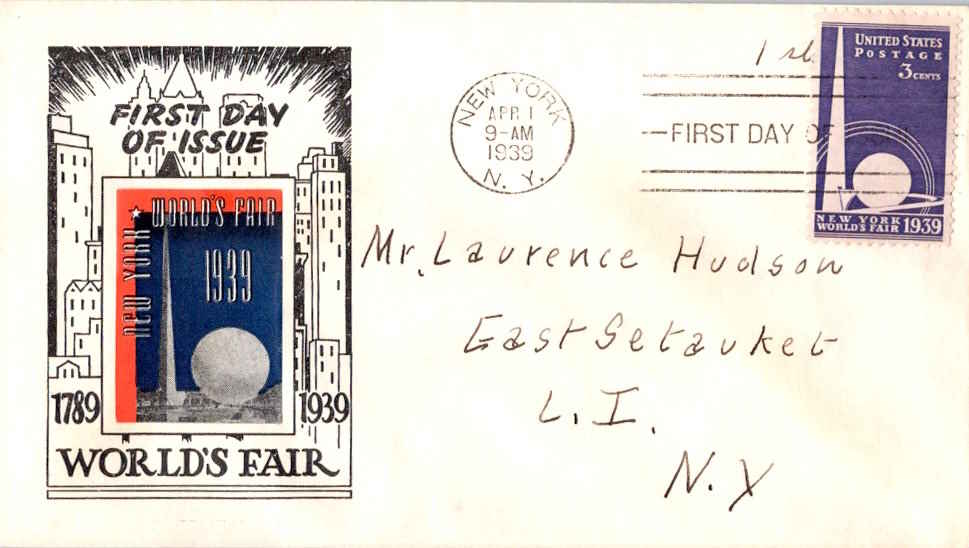 FIRST DAY
OF ISSUE
WORLD'S FAIR
NEW YORK
1939
1789
1939
WORLD'S FAIR
NEW YORK
APR 1
9-AM
1939
N. Y.
1st
FIRST DAY OF
UNITED STATES
POSTAGE
3 CENTS
NEW YORK
WORLD'S FAIR 1939
Mr. Laurence Hudson
East Setauket
L. I.
N. Y